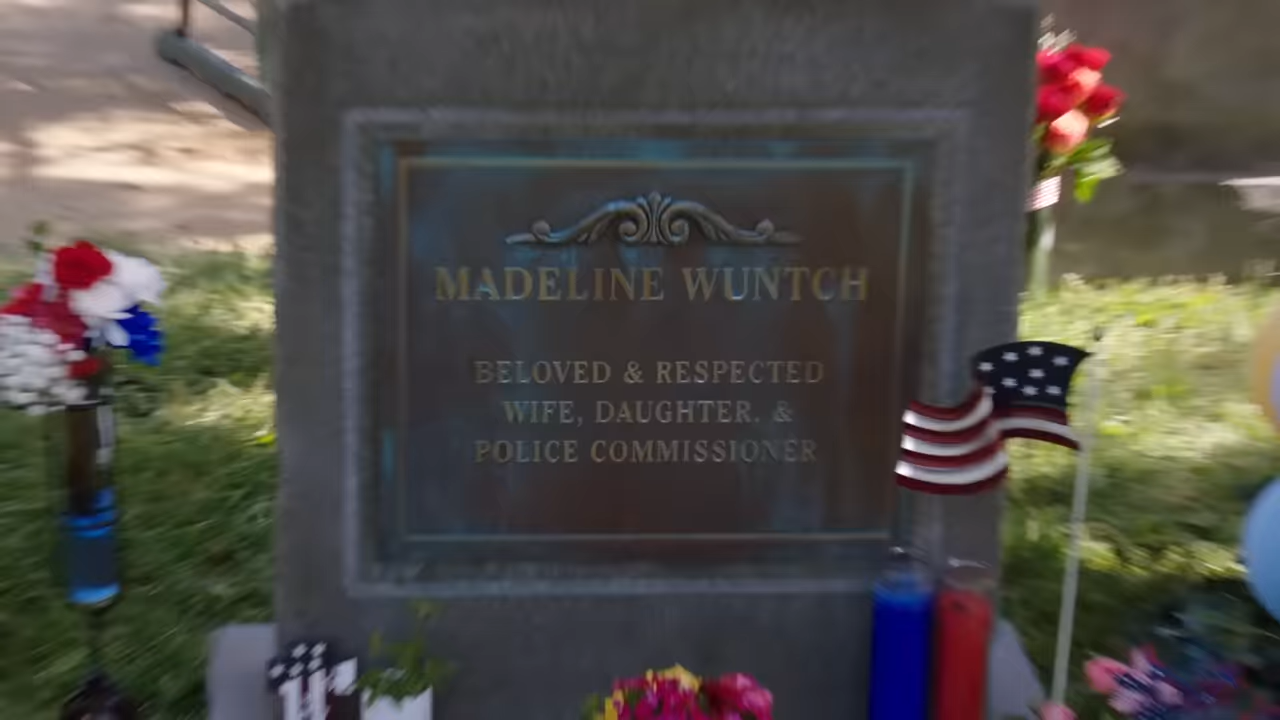 MADELINE WUNTCH
BELOVED & RESPECTED
WIFE, DAUGHTER. &
POLICE COMMISSIONER